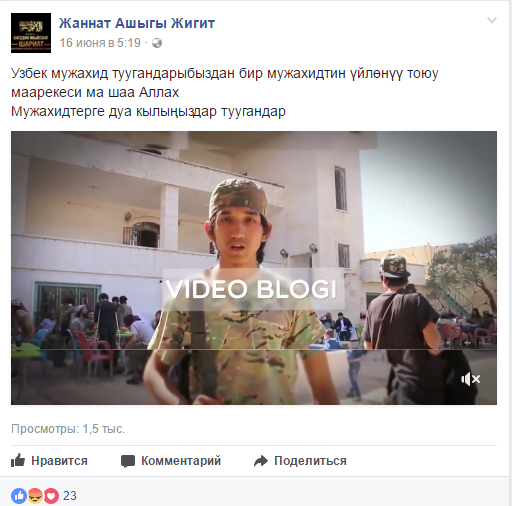 Жаннат Ашыгы Жигит
16 июня в 5:19 ·
Узбек мужахид туугандарыбыздан бир мужахидтин үйлөнүү тоюу
маарекеси ма шаа Аллах
Мужахидтерге дуа кылыңыздар туугандар
VIDEO BLOGI
Просмотры: 1,5 тыс.
Нравится Комментарий Поделиться
23